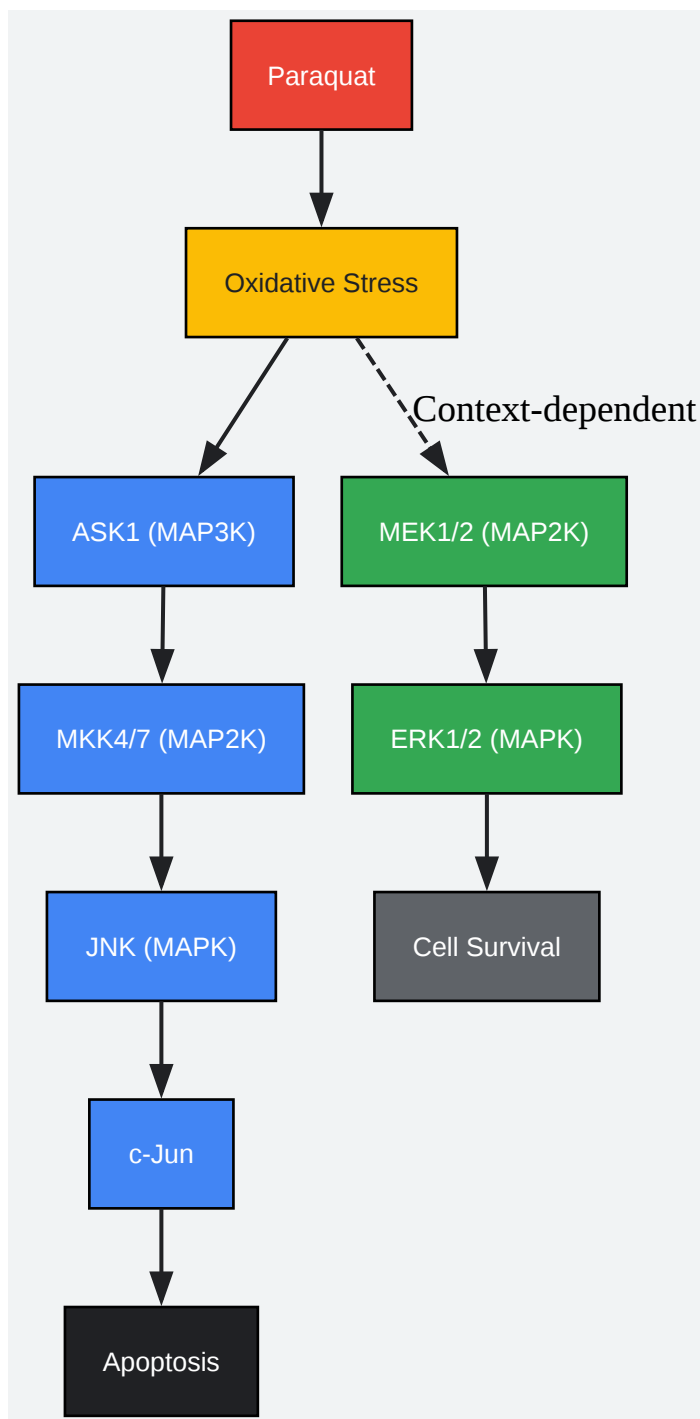 Paraquat
Oxidative Stress
Context-dependent
ASK1 (MAP3K)
MEK1/2 (MAP2K)
MKK4/7 (MAP2K)
ERK1/2 (MAPK)
JNK (MAPK)
Cell Survival
c-Jun
Apoptosis